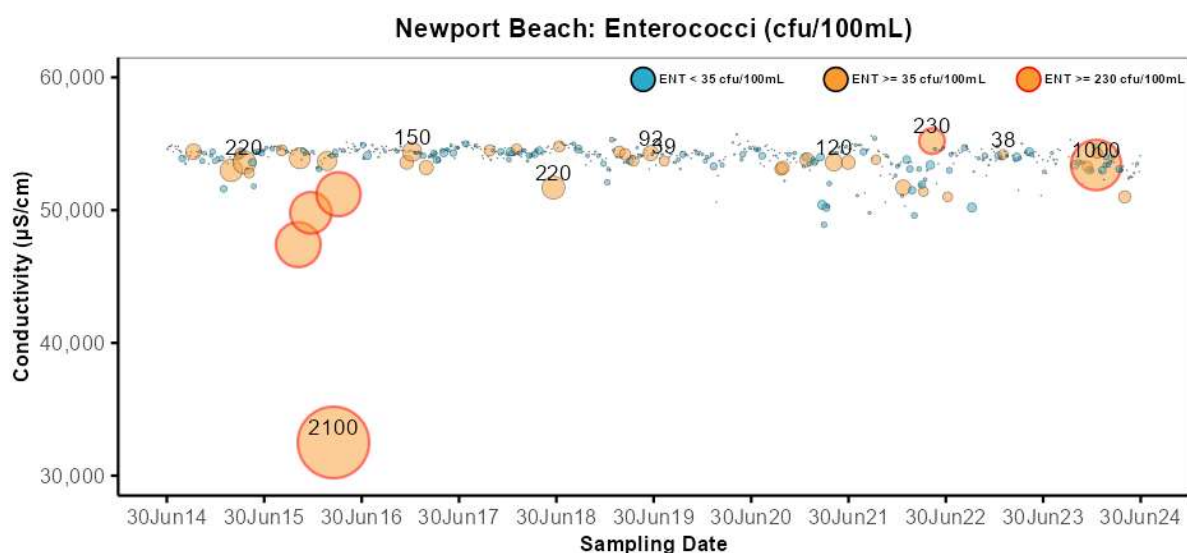 Newport Beach: Enterococci (cfu/100mL)
60,000
50,000
40,000
30,000
Conductivity (µS/cm)
ENT < 35 cfu/100mL
ENT >= 35 cfu/100mL
ENT >= 230 cfu/100mL
220
150
220
93
39
120
230
38
1000
2100
30Jun14 30Jun15 30Jun16 30Jun17 30Jun18 30Jun19 30Jun20 30Jun21 30Jun22 30Jun23 30Jun24
Sampling Date